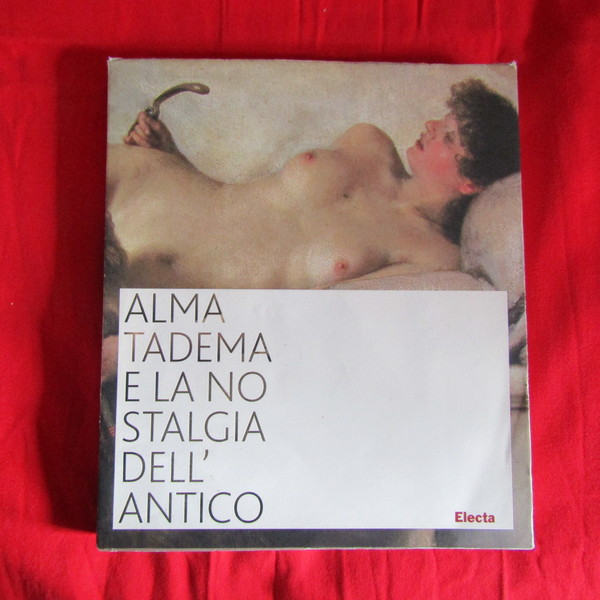 ALMA
TADEMA
E LA NO
STALGIA
DELL'
ANTICO
Electa